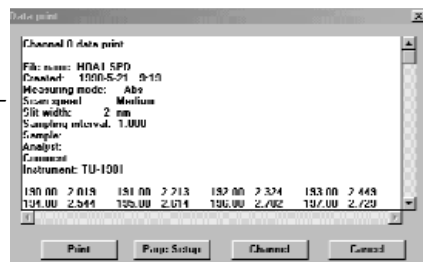 Data print
Channel 0 data print
File name: HOA1.SPD
Created: 1998-5-21 9:19
Measuring mode: Abs
Scan speed Medium
Slit width: 2 nm
Sampling interval: 1.000
Sample:
Analyst:
Comment
Instrument: TU-1901
190.00 2.019 191.00 2.213 192.00 2.324 193.00 2.449
194.00 2.544 195.00 2.614 196.00 2.702 197.00 2.729
Print Page Setup Channel Cancel